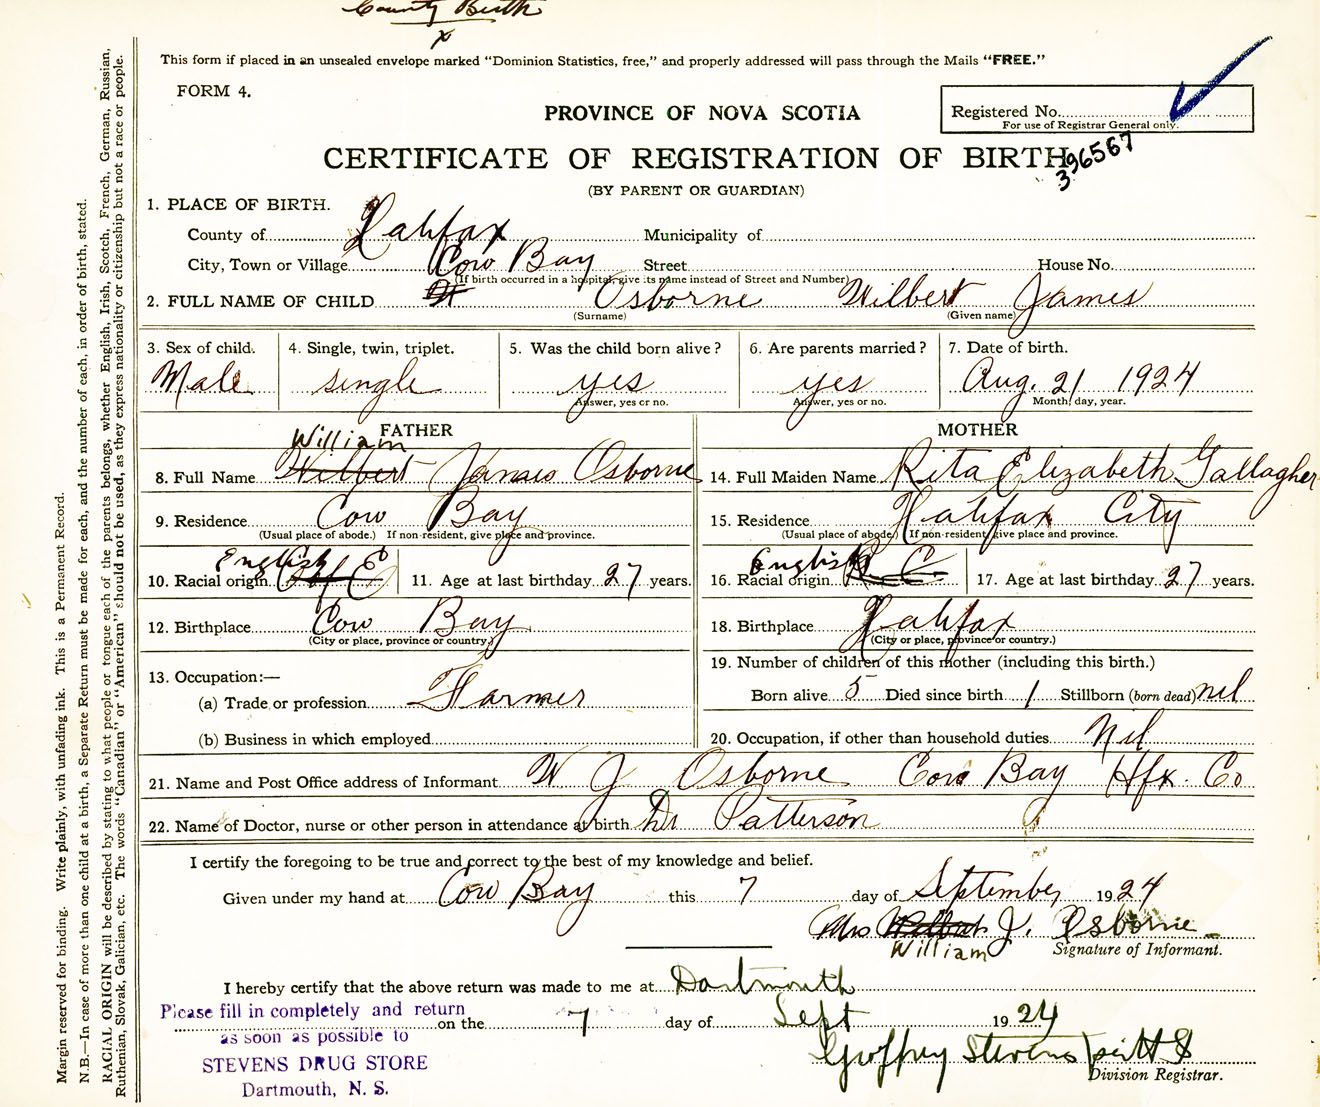 County Birth
x
This form if placed in an unsealed envelope marked "Dominion Statistics, free," and properly addressed will pass through the Mails "FREE."
FORM 4.
PROVINCE OF NOVA SCOTIA
Registered No.
For use of Registrar General only.
CERTIFICATE OF REGISTRATION OF BIRTH
396567
(BY PARENT OR GUARDIAN)
1. PLACE OF BIRTH.
County of Halifax Municipality of
City, Town or Village Cow Bay Street House No.
(If birth occurred in a hospital, give its name instead of Street and Number)
2. FULL NAME OF CHILD Osborne Wilbert James
(Surname) (Given name)
3. Sex of child. 4. Single, twin, triplet. 5. Was the child born alive? 6. Are parents married? 7. Date of birth.
Male single yes yes Aug. 21 1924
Answer, yes or no. Answer, yes or no. Month, day, year.
FATHER
William
8. Full Name Wilbert James Osborne
9. Residence Cow Bay
(Usual place of abode.) If non-resident, give place and province.
English
10. Racial origin 11. Age at last birthday 27 years.
12. Birthplace Cow Bay
(City or place, province or country.)
13. Occupation:—
(a) Trade or profession Farmer
(b) Business in which employed
MOTHER
14. Full Maiden Name Rita Elizabeth Gallagher
15. Residence Halifax City
(Usual place of abode.) If non-resident, give place and province.
English
16. Racial origin 17. Age at last birthday 27 years.
18. Birthplace Halifax
(City or place, province or country.)
19. Number of children of this mother (including this birth.)
Born alive 5 Died since birth 1 Stillborn (born dead) nil
20. Occupation, if other than household duties Nil
21. Name and Post Office address of Informant W J Osborne Cow Bay Hfx. Co
22. Name of Doctor, nurse or other person in attendance at birth Dr Patterson
I certify the foregoing to be true and correct to the best of my knowledge and belief.
Given under my hand at Cow Bay this 7 day of September 1924
Mrs Wilbert J. Osborne
William
Signature of Informant.
I hereby certify that the above return was made to me at Dartmouth
on the 7 day of Sept 1924
Geoffrey Stevens
Division Registrar.
Please fill in completely and return
as soon as possible to
STEVENS DRUG STORE
Dartmouth, N. S.
Margin reserved for binding. Write plainly, with unfading ink. This is a Permanent Record.
N.B.—In case of more than one child at a birth, a Separate Return must be made for each, and the number of each, in order of birth, stated.
RACIAL ORIGIN will be described by stating to what people or tongue each of the parents belongs, whether English, Irish, Scotch, French, German, Russian,
Ruthenian, Slovak, Galician, etc. The words "Canadian" or "American" should not be used, as they express nationality or citizenship but not a race or people.